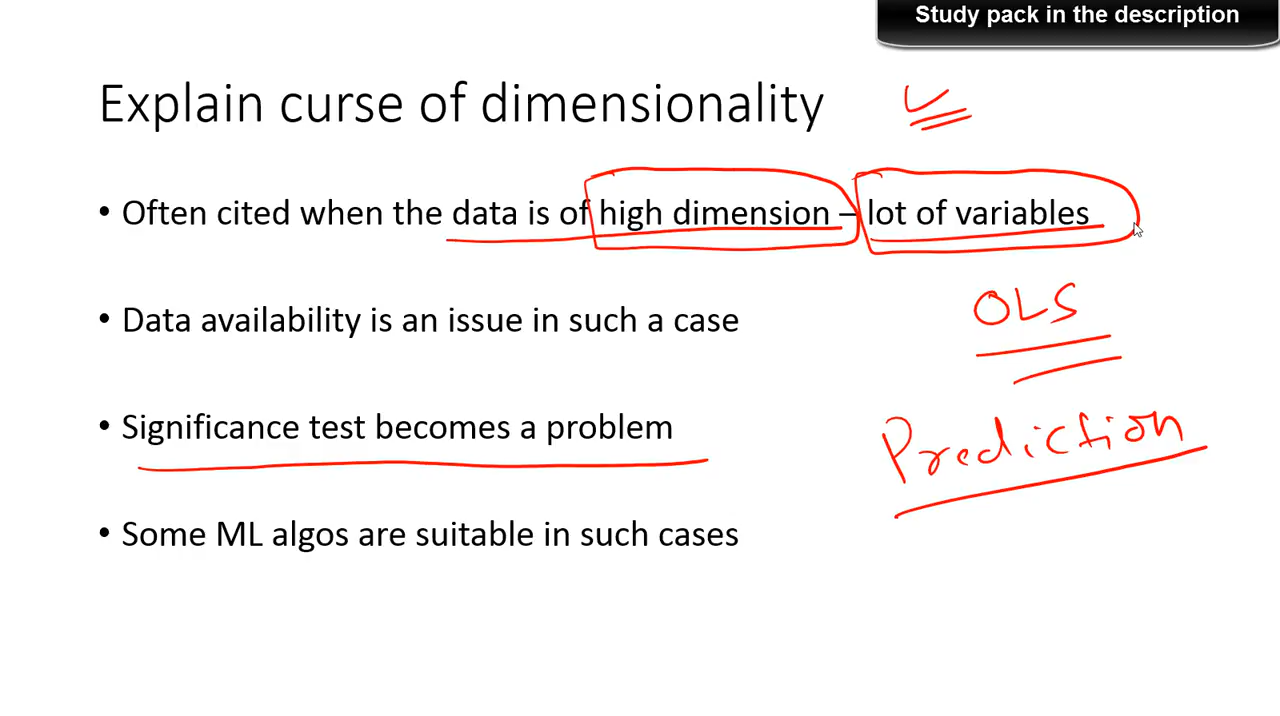 Study pack in the description
Explain curse of dimensionality
• Often cited when the data is of high dimension – lot of variables
• Data availability is an issue in such a case
OLS
• Significance test becomes a problem
Prediction
• Some ML algos are suitable in such cases